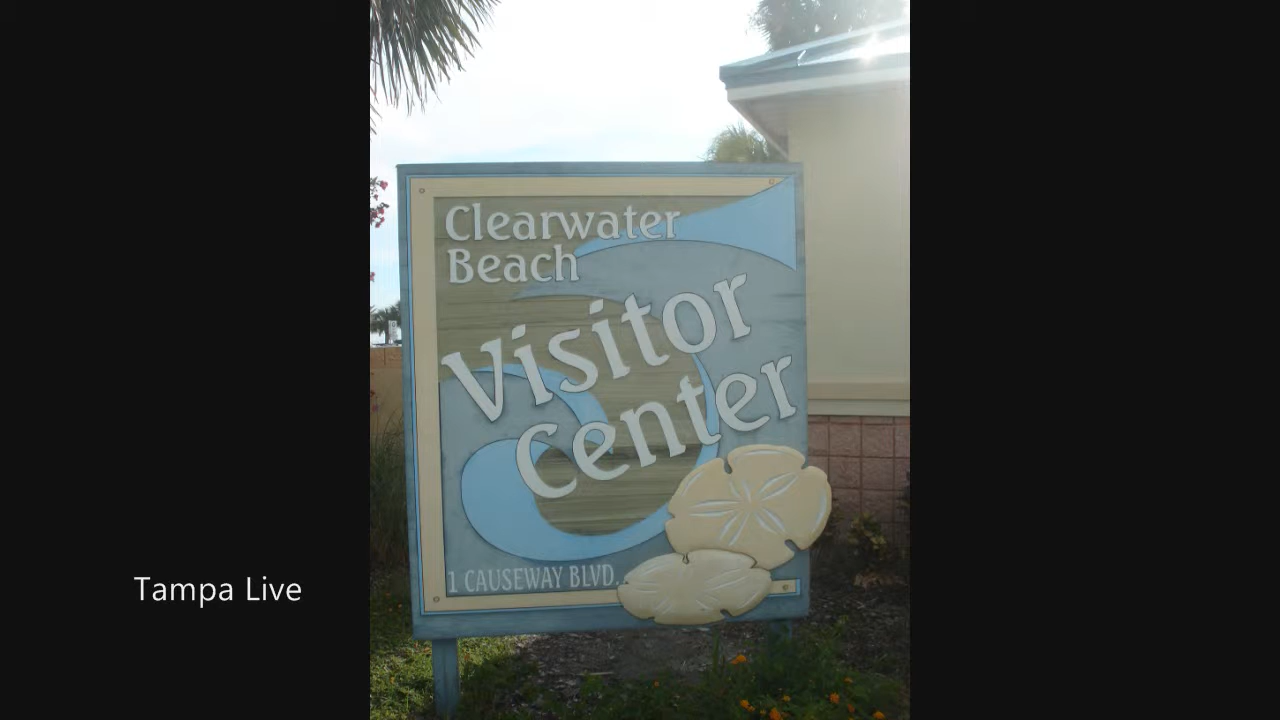 Clearwater
Beach
Visitor
Center
1 CAUSEWAY BLVD.
Tampa Live